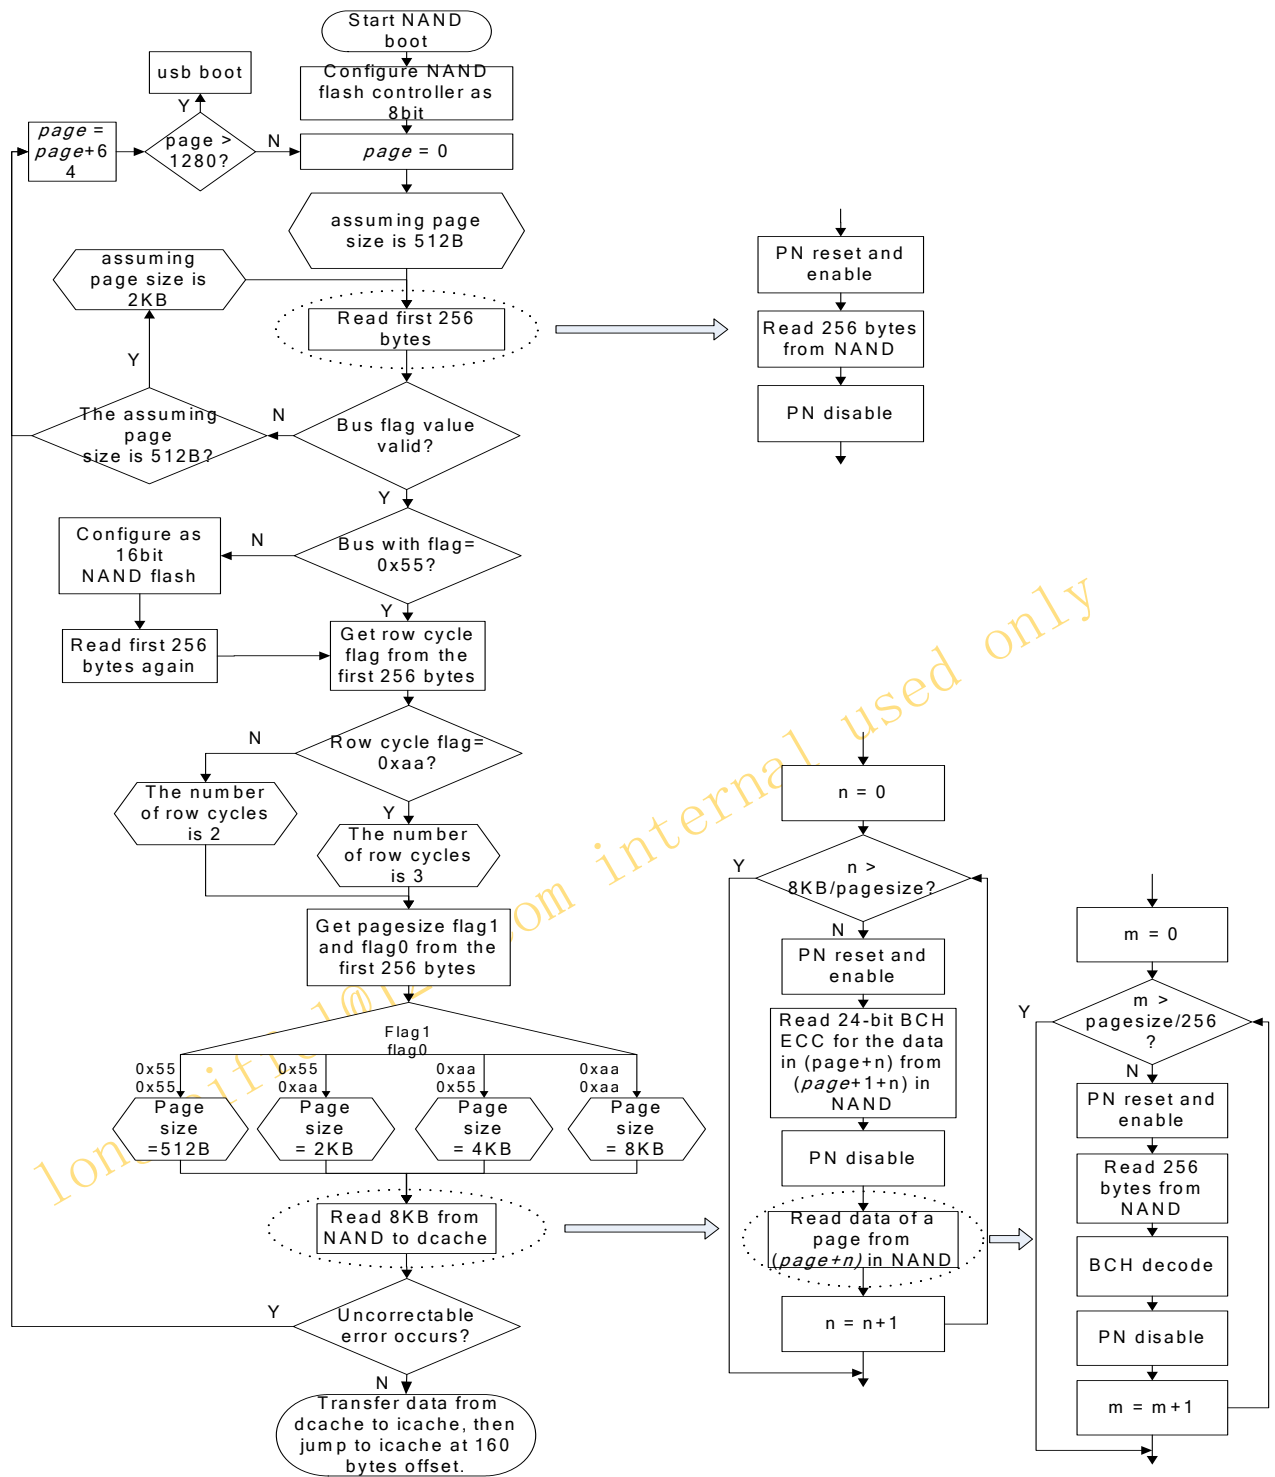 Start NAND
boot
Configure NAND
flash controller as
8bit
usb boot
Y
page =
page+6
4
page >
1280?
N
page = 0
assuming page
size is 512B
assuming
page size is
2KB
Read first 256
bytes
Y
The assuming
page
size is 512B?
N
Bus flag value
valid?
Y
Configure as
16bit
NAND flash
N
Bus with flag=
0x55?
Y
Read first 256
bytes again
Get row cycle
flag from the
first 256 bytes
N
Row cycle flag=
0xaa?
Y
The number
of row cycles
is 2
The number
of row cycles
is 3
Get pagesize flag1
and flag0 from the
first 256 bytes
Flag1
flag0
0x55
0x55
0x55
0xaa
0xaa
0x55
0xaa
0xaa
Page
size
=512B
Page
size
= 2KB
Page
size
= 4KB
Page
size
= 8KB
Read 8KB from
NAND to dcache
Y
Uncorrectable
error occurs?
N
Transfer data from
dcache to icache, then
jump to icache at 160
bytes offset.
PN reset and
enable
Read 256 bytes
from NAND
PN disable
n = 0
Y
n >
8KB/pagesize?
N
PN reset and
enable
Read 24-bit BCH
ECC for the data
in (page+n) from
(page+1+n) in
NAND
PN disable
Read data of a
page from
(page+n) in NAND
n = n+1
m = 0
Y
m >
pagesize/256
?
N
PN reset and
enable
Read 256
bytes from
NAND
BCH decode
PN disable
m = m+1
internal used only